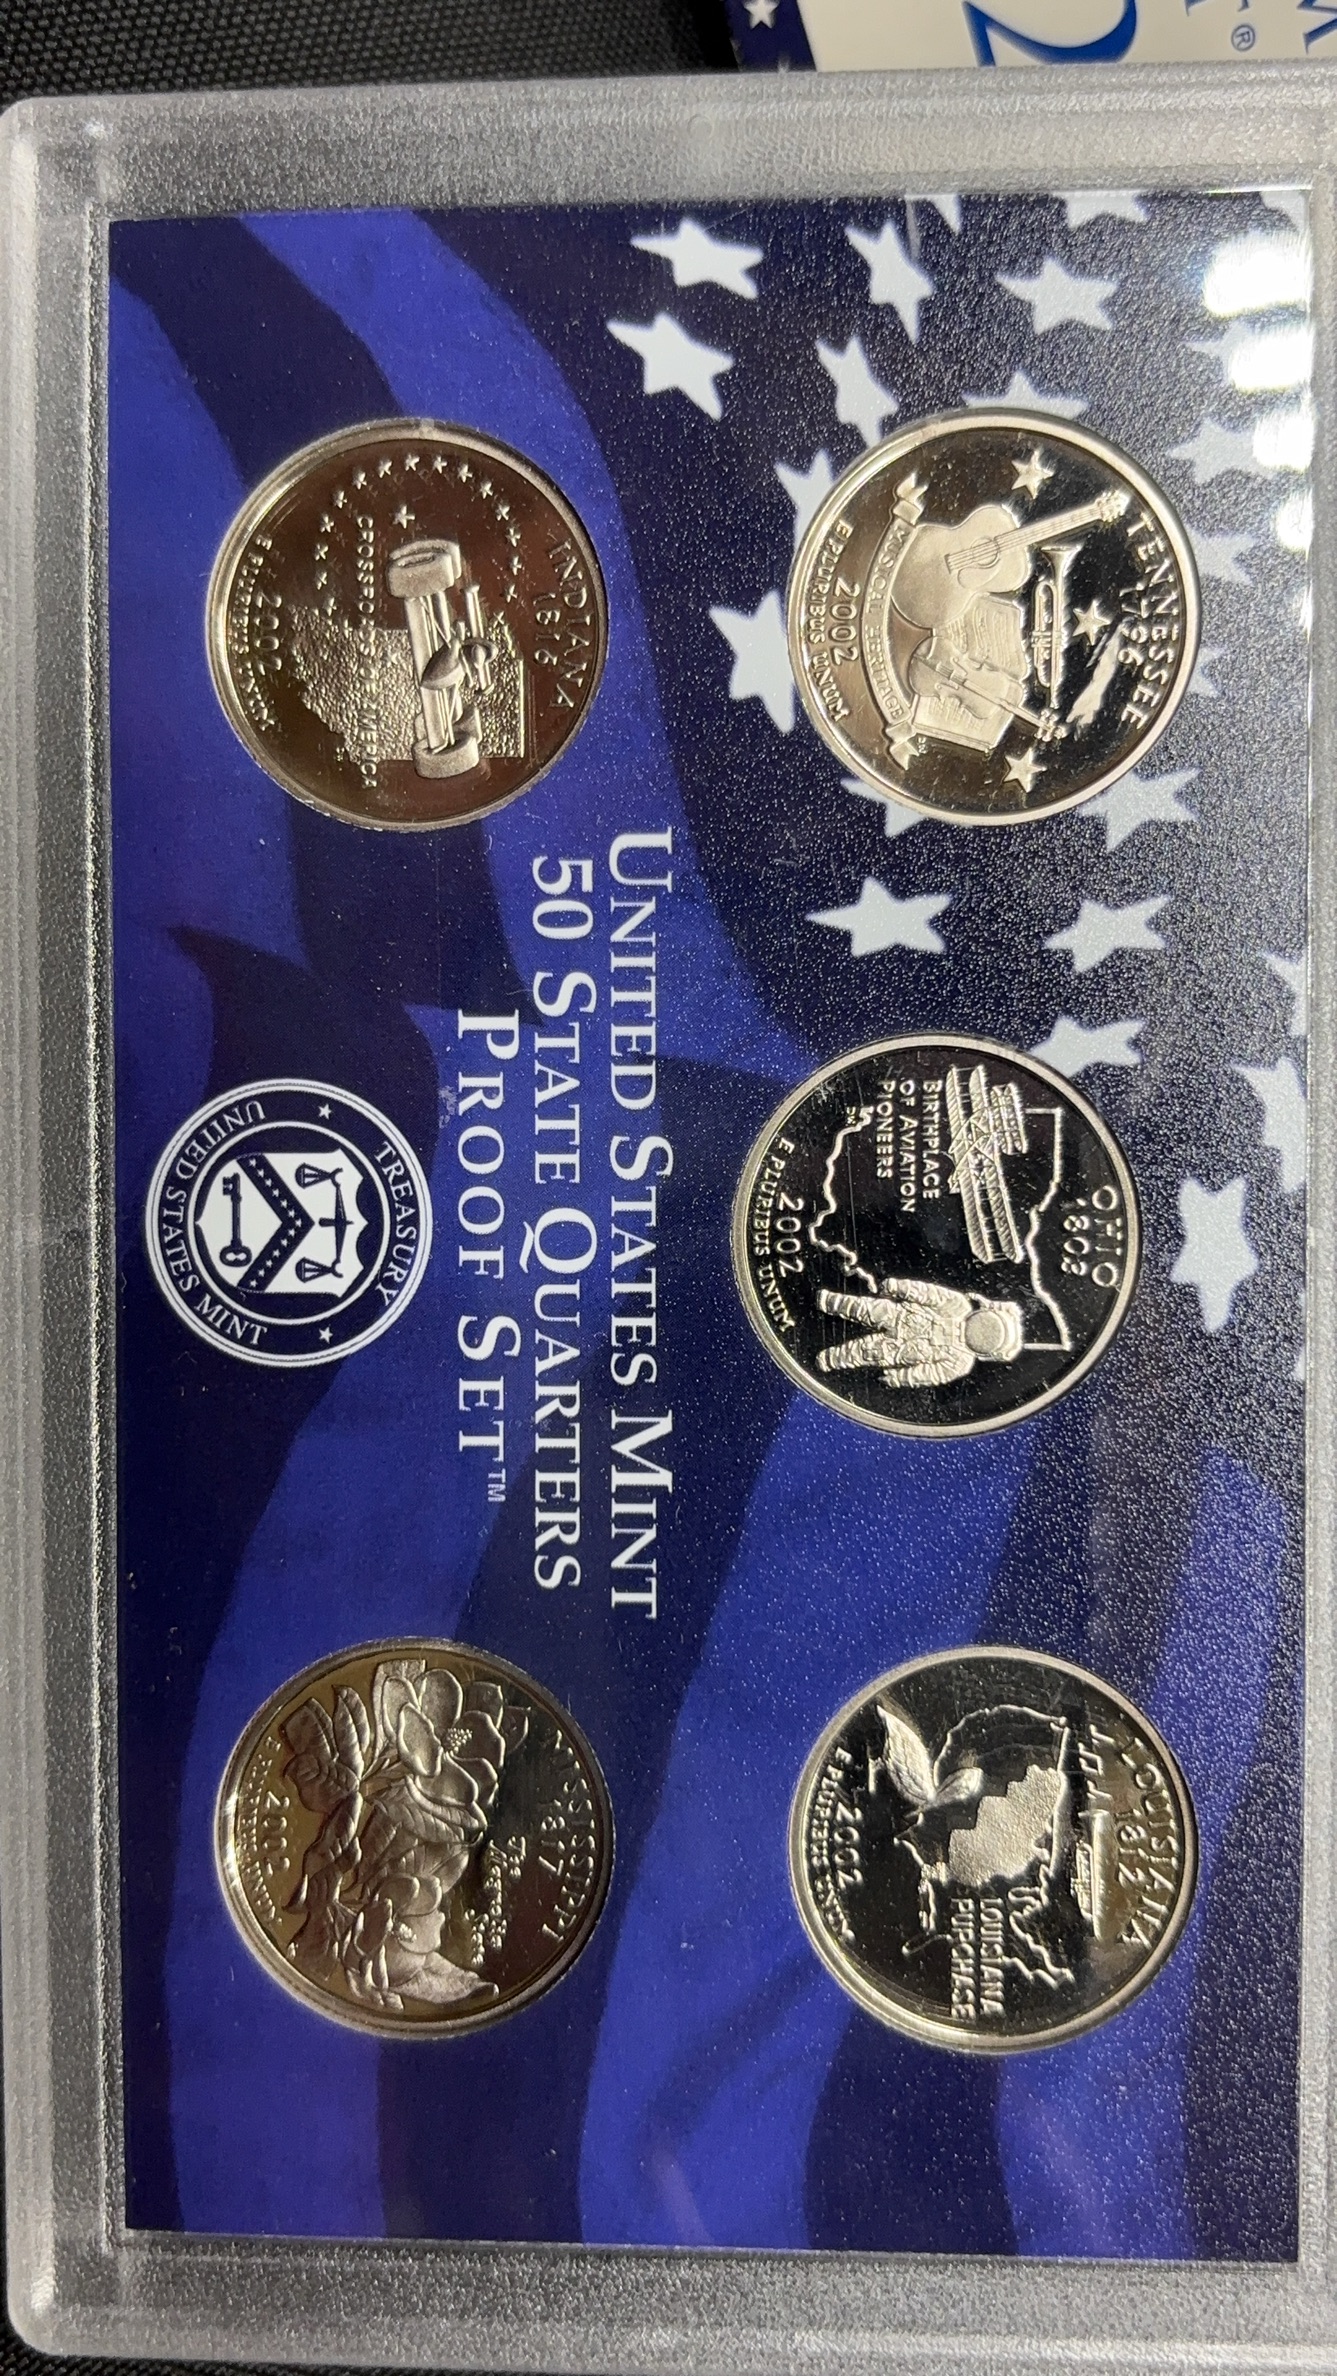 TENNESSEE
1796
MUSICAL HERITAGE
2002
E PLURIBUS UNUM
OHIO
1803
BIRTHPLACE
OF AVIATION
PIONEERS
2002
E PLURIBUS UNUM
LOUISIANA
1812
LOUISIANA
PURCHASE
2002
E PLURIBUS UNUM
UNITED STATES MINT
50 STATE QUARTERS
PROOF SET™
INDIANA
1816
CROSSROADS OF AMERICA
2002
E PLURIBUS UNUM
TREASURY
UNITED STATES MINT
MISSISSIPPI
1817
The Magnolia
State
2002
E PLURIBUS UNUM